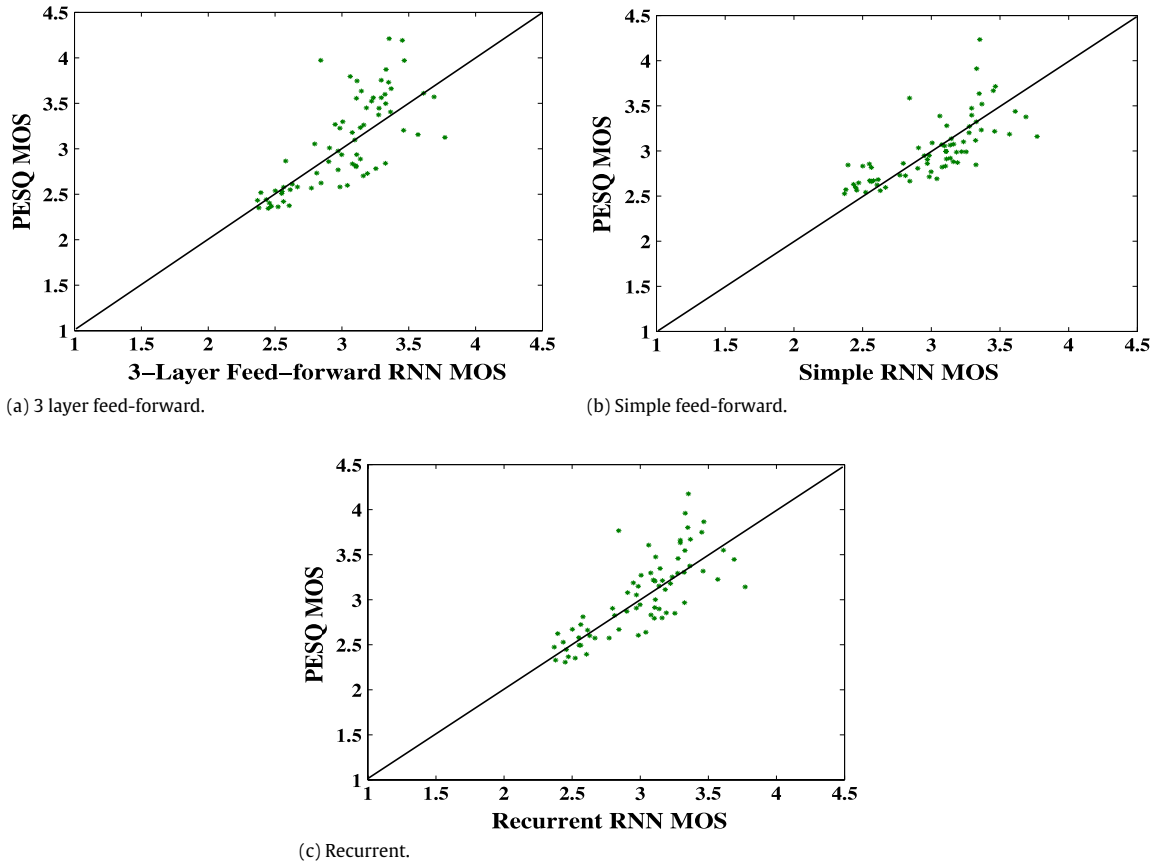 4.5
4
3.5
3
2.5
2
1.5
1
PESQ MOS
1 1.5 2 2.5 3 3.5 4 4.5
3−Layer Feed−forward RNN MOS
(a) 3 layer feed-forward.
4.5
4
3.5
3
2.5
2
1.5
1
PESQ MOS
1 1.5 2 2.5 3 3.5 4 4.5
Simple RNN MOS
(b) Simple feed-forward.
4.5
4
3.5
3
2.5
2
1.5
1
PESQ MOS
1 1.5 2 2.5 3 3.5 4 4.5
Recurrent RNN MOS
(c) Recurrent.